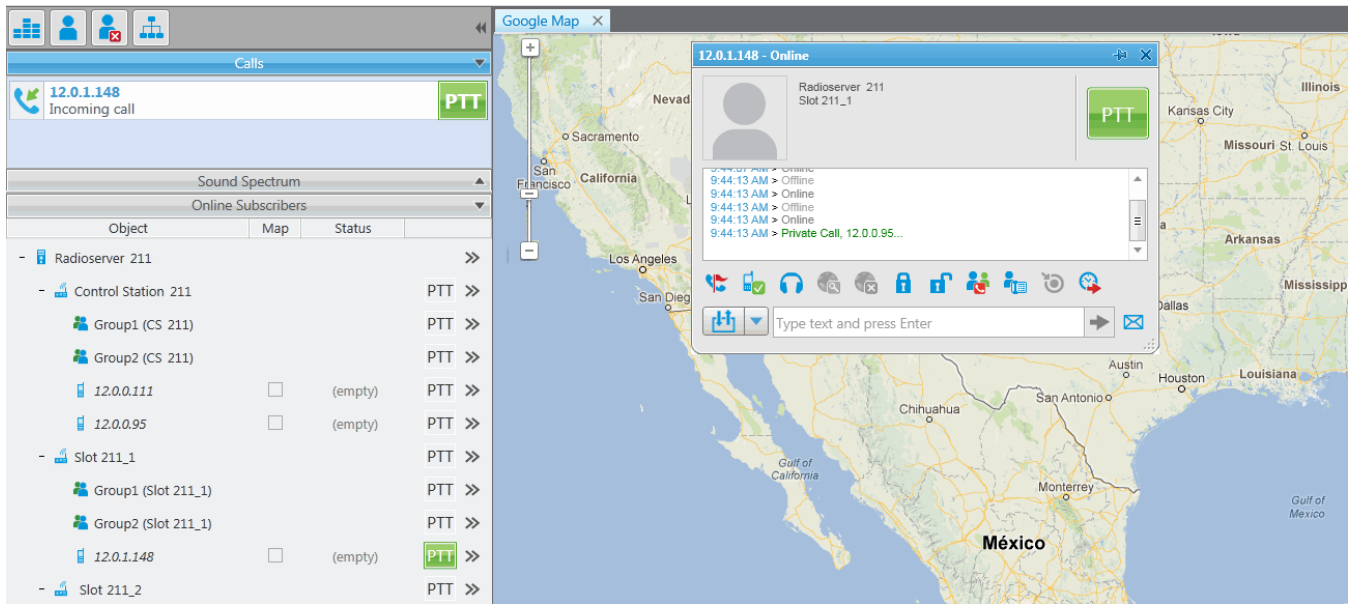 Google Map
Calls
12.0.1.148
Incoming call
PTT
Sound Spectrum
Online Subscribers
Object Map Status
- Radioserver 211
- Control Station 211 PTT
Group1 (CS 211) PTT
Group2 (CS 211) PTT
12.0.0.111 (empty) PTT
12.0.0.95 (empty) PTT
- Slot 211_1 PTT
Group1 (Slot 211_1) PTT
Group2 (Slot 211_1) PTT
12.0.1.148 (empty) PTT
- Slot 211_2 PTT
12.0.1.148 - Online
Radioserver 211
Slot 211_1
PTT
9:44:13 AM > Offline
9:44:13 AM > Online
9:44:13 AM > Offline
9:44:13 AM > Online
9:44:13 AM > Private Call, 12.0.0.95...
Type text and press Enter
Nevad
Sacramento
San
Francisco
California
Los Angeles
San Dieg
Kansas City
Illinois
Missouri
St. Louis
Arkansas
Mississipp
Dallas
Austin
Houston
Louisiana
San Antonio
Chihuahua
Gulf of
California
Monterrey
Gulf of
Mexico
México